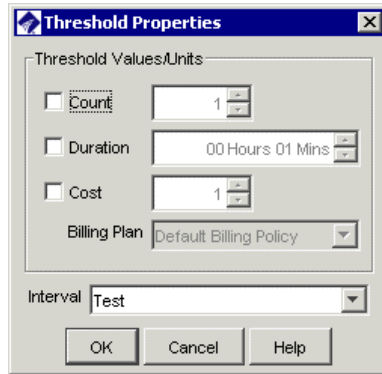 Threshold Properties
Threshold Values/Units
Count 1
Duration 00 Hours 01 Mins
Cost 1
Billing Plan Default Billing Policy
Interval Test
OK Cancel Help